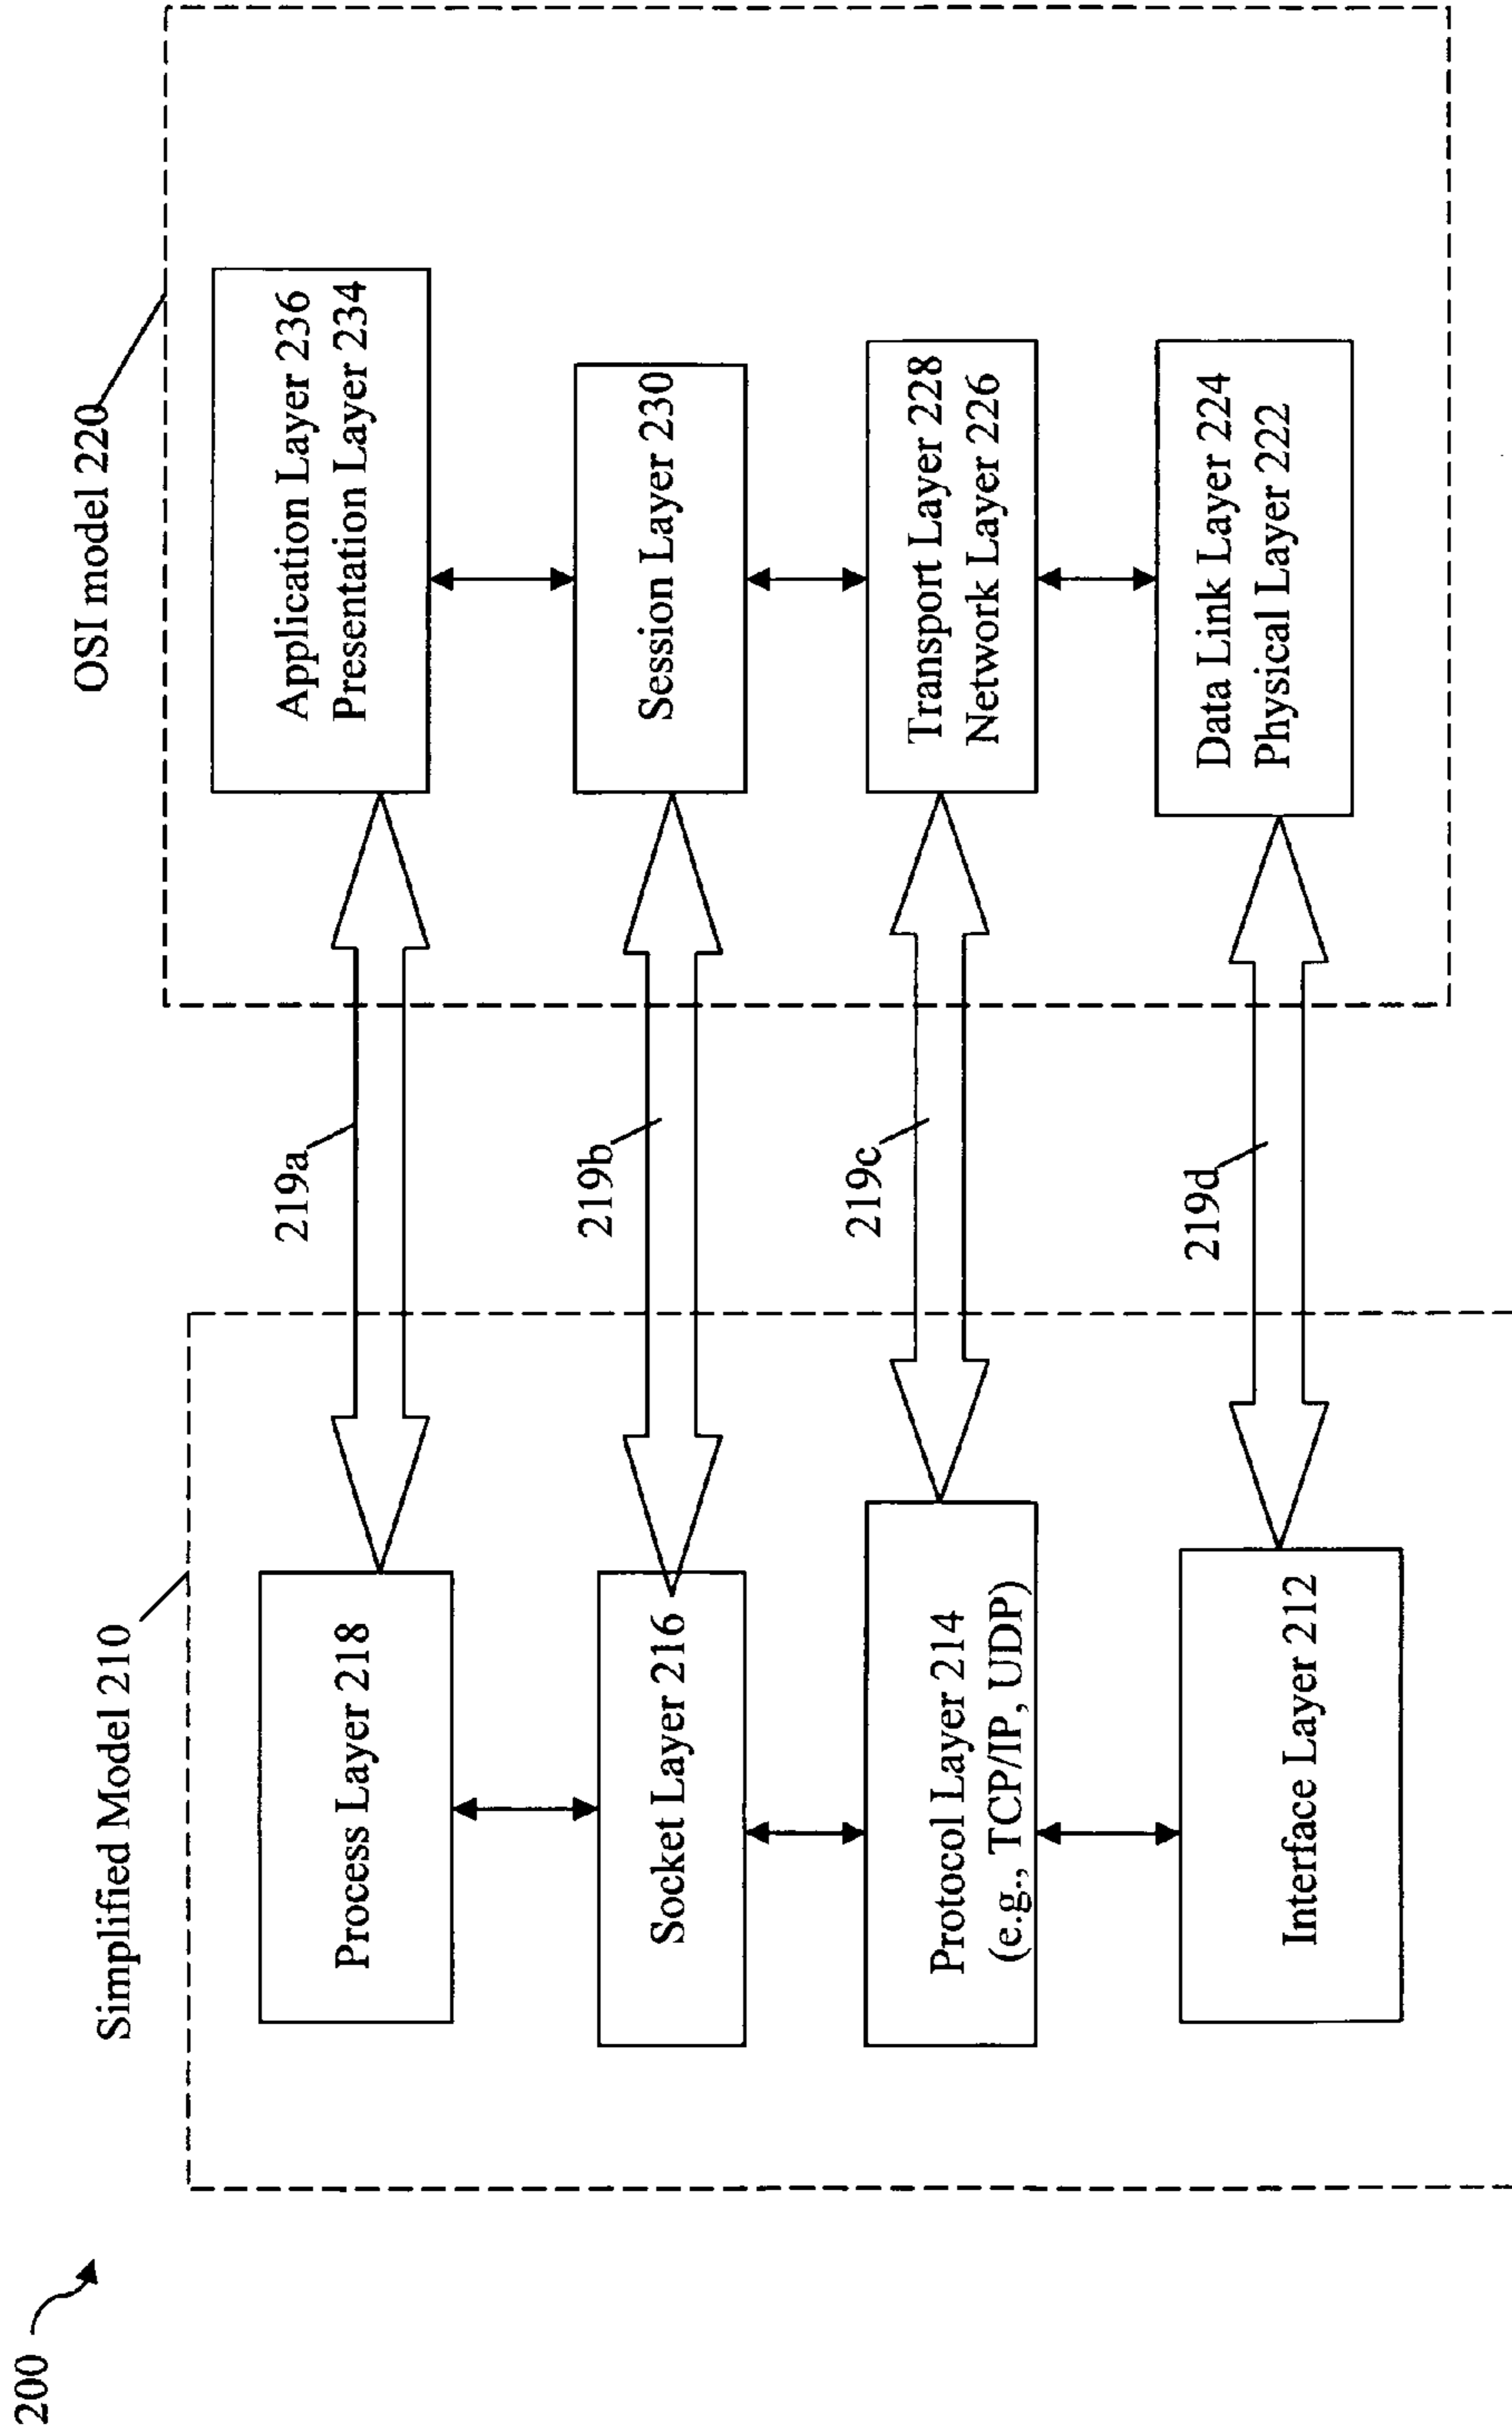 200
Simplified Model 210
OSI model 220
Process Layer 218
219a
Application Layer 236
Presentation Layer 234
Socket Layer 216
219b
Session Layer 230
Protocol Layer 214
(e.g., TCP/IP, UDP)
219c
Transport Layer 228
Network Layer 226
Interface Layer 212
219d
Data Link Layer 224
Physical Layer 222